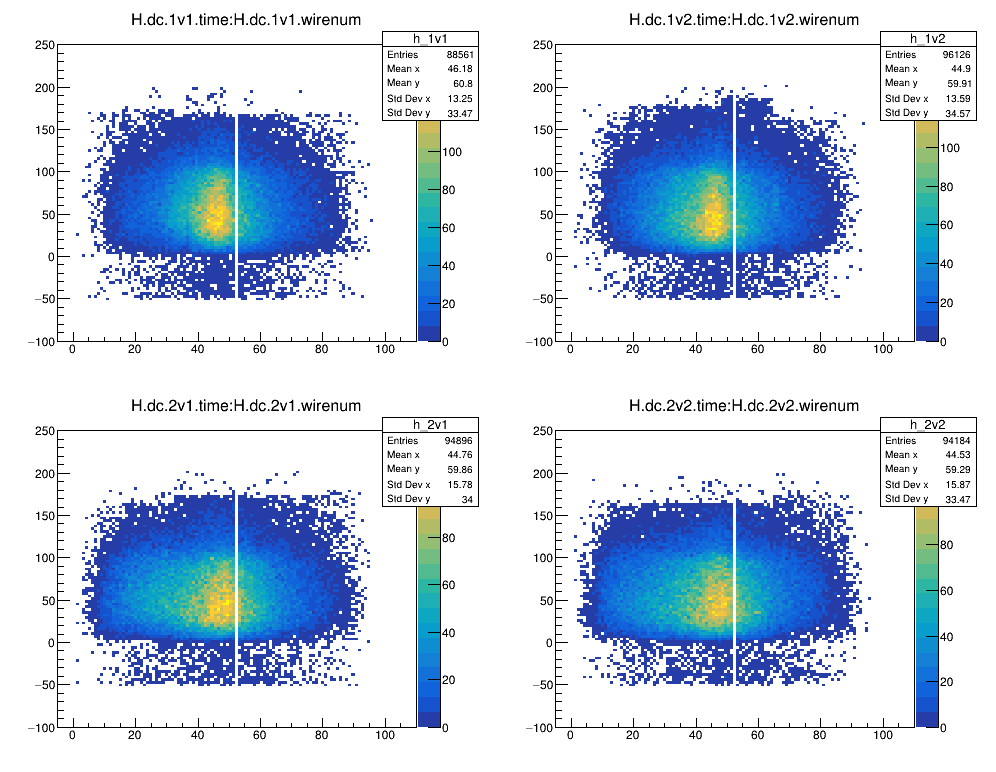 H.dc.1v1.time:H.dc.1v1.wirenum
h_1v1
Entries 88561
Mean x 46.18
Mean y 60.8
Std Dev x 13.25
Std Dev y 33.47
250
200
150
100
50
0
−50
−100
0 20 40 60 80 100
100
80
60
40
20
0
H.dc.1v2.time:H.dc.1v2.wirenum
h_1v2
Entries 96126
Mean x 44.9
Mean y 59.91
Std Dev x 13.59
Std Dev y 34.57
250
200
150
100
50
0
−50
−100
0 20 40 60 80 100
100
80
60
40
20
0
H.dc.2v1.time:H.dc.2v1.wirenum
h_2v1
Entries 94896
Mean x 44.76
Mean y 59.86
Std Dev x 15.78
Std Dev y 34
250
200
150
100
50
0
−50
−100
0 20 40 60 80 100
80
60
40
20
0
H.dc.2v2.time:H.dc.2v2.wirenum
h_2v2
Entries 94184
Mean x 44.53
Mean y 59.29
Std Dev x 15.87
Std Dev y 33.47
250
200
150
100
50
0
−50
−100
0 20 40 60 80 100
80
60
40
20
0